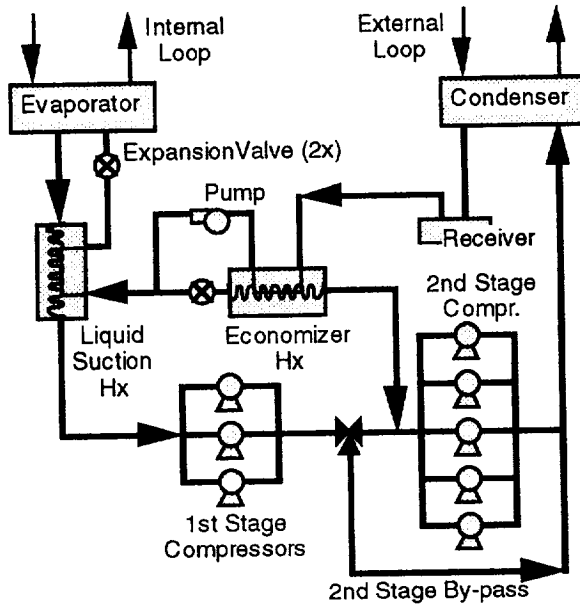 Internal
Loop
External
Loop
Evaporator
Condenser
ExpansionValve (2x)
Pump
Receiver
2nd Stage
Compr.
Liquid
Suction
Hx
Economizer
Hx
1st Stage
Compressors
2nd Stage By-pass